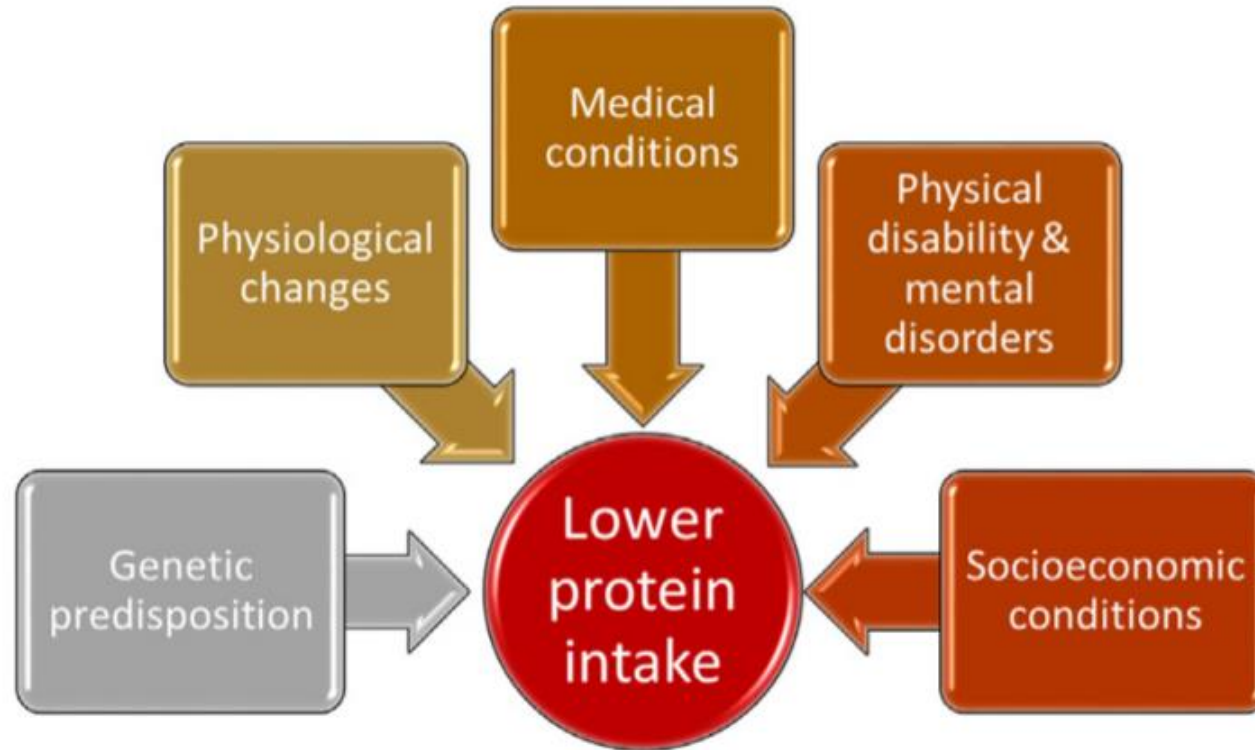 Medical
conditions
Physiological
changes
Physical
disability &
mental
disorders
Genetic
predisposition
Lower
protein
intake
Socioeconomic
conditions